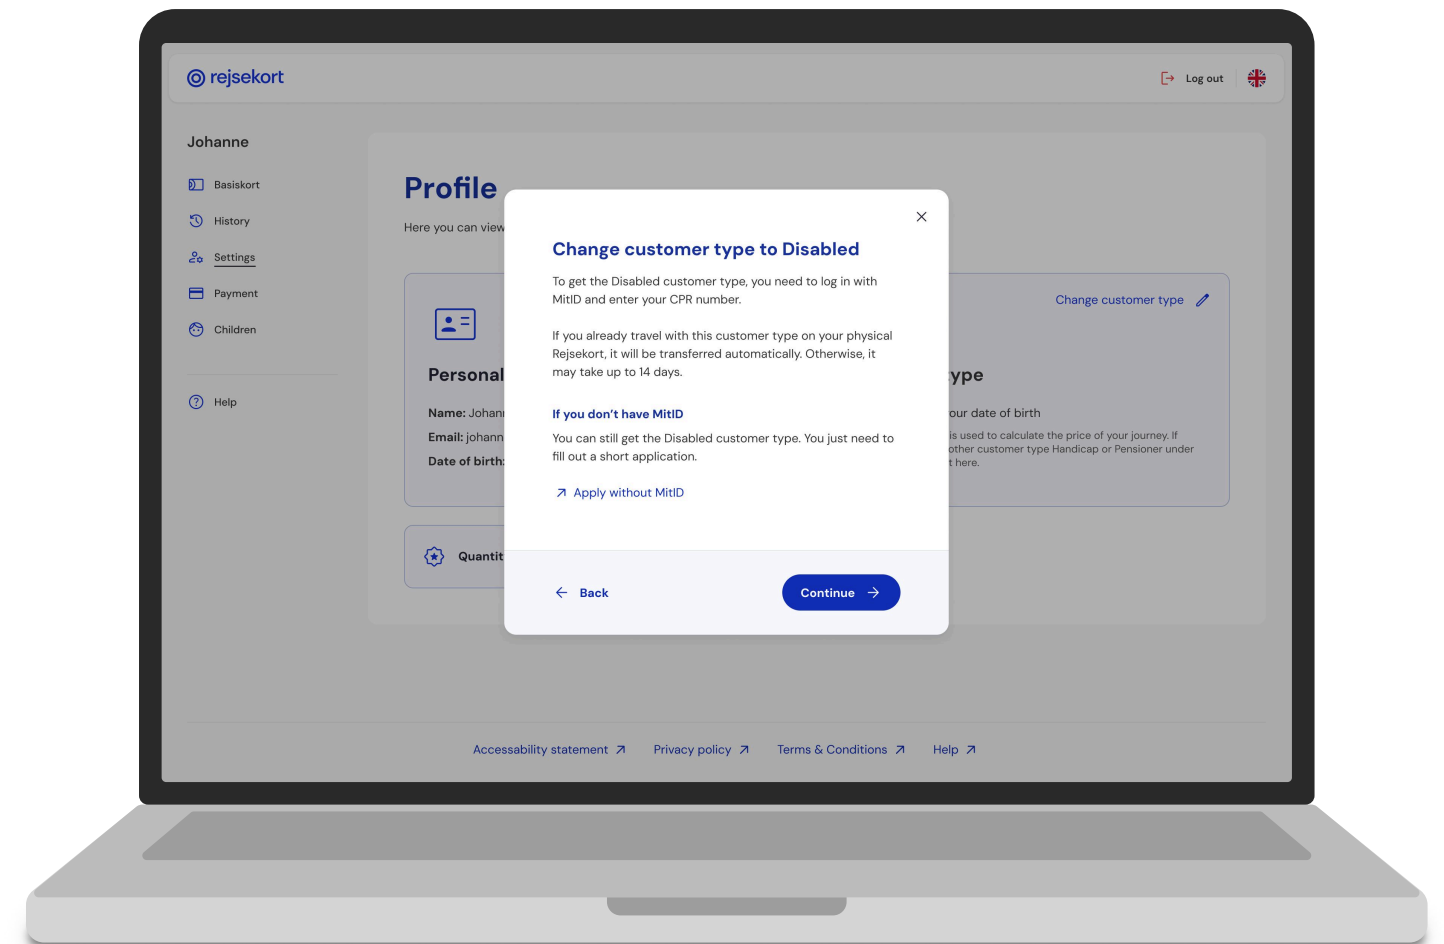 rejsekort
Log out
Johanne
Basiskort
History
Settings
Payment
Children
Help
Profile
Here you can view
Change customer type
Personal
Name: Johann
Email: johann
Date of birth:
ype
our date of birth
is used to calculate the price of your journey. If
other customer type Handicap or Pensioner under
t here.
Quantit
Change customer type to Disabled
To get the Disabled customer type, you need to log in with
MitID and enter your CPR number.
If you already travel with this customer type on your physical
Rejsekort, it will be transferred automatically. Otherwise, it
may take up to 14 days.
If you don't have MitID
You can still get the Disabled customer type. You just need to
fill out a short application.
Apply without MitID
Back
Continue
Accessability statement
Privacy policy
Terms & Conditions
Help